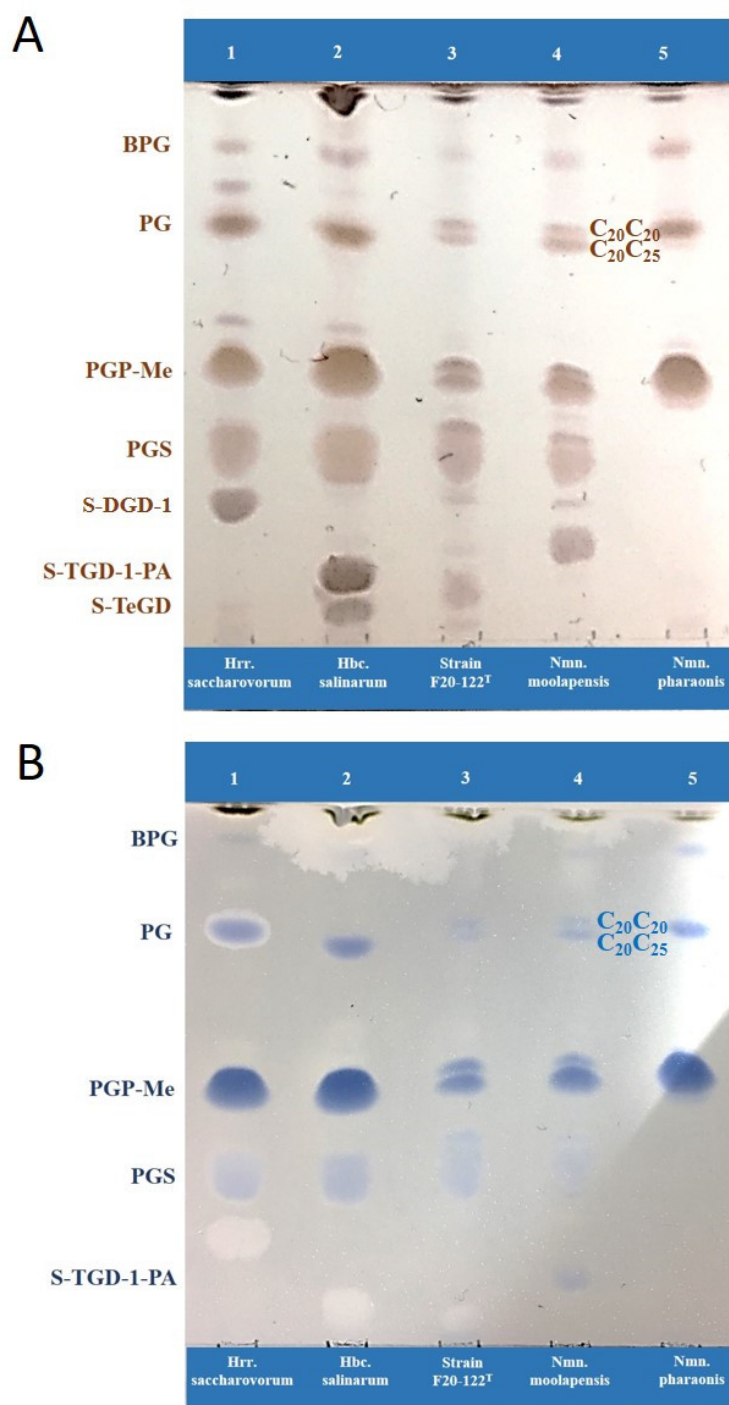 A
1 2 3 4 5
BPG
PG
C₂₀C₂₀
C₂₀C₂₅
PGP-Me
PGS
S-DGD-1
S-TGD-1-PA
S-TeGD
Hrr. saccharovorum
Hbc. salinarum
Strain F20-122ᵀ
Nmn. moolapensis
Nmn. pharaonis
B
1 2 3 4 5
BPG
PG
C₂₀C₂₀
C₂₀C₂₅
PGP-Me
PGS
S-TGD-1-PA
Hrr. saccharovorum
Hbc. salinarum
Strain F20-122ᵀ
Nmn. moolapensis
Nmn. pharaonis